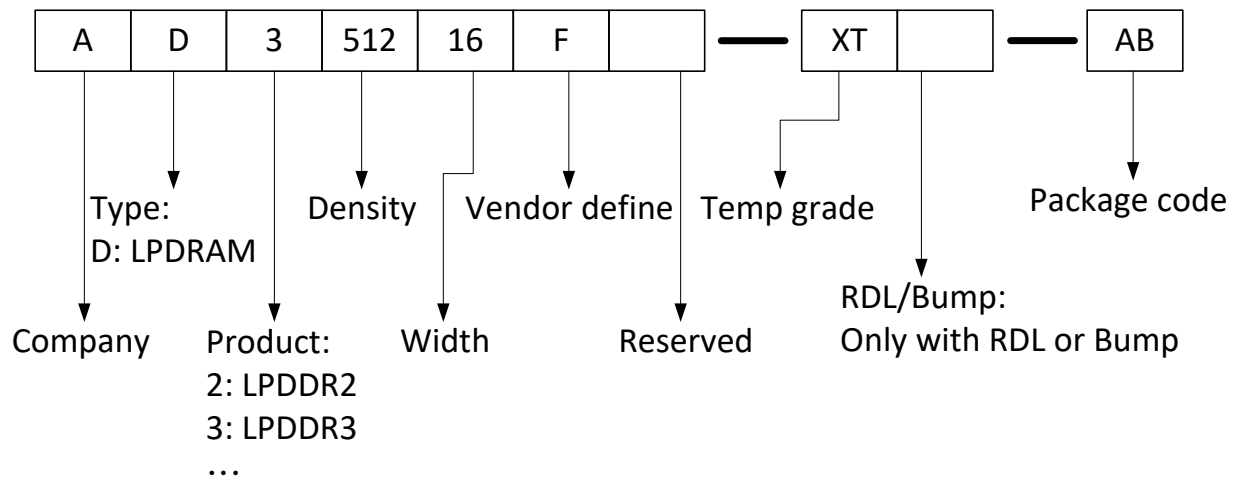 A D 3 512 16 F — XT — AB
Type:
D: LPDRAM
Density
Vendor define
Temp grade
Package code
Company
Product:
2: LPDDR2
3: LPDDR3
...
Width
Reserved
RDL/Bump:
Only with RDL or Bump